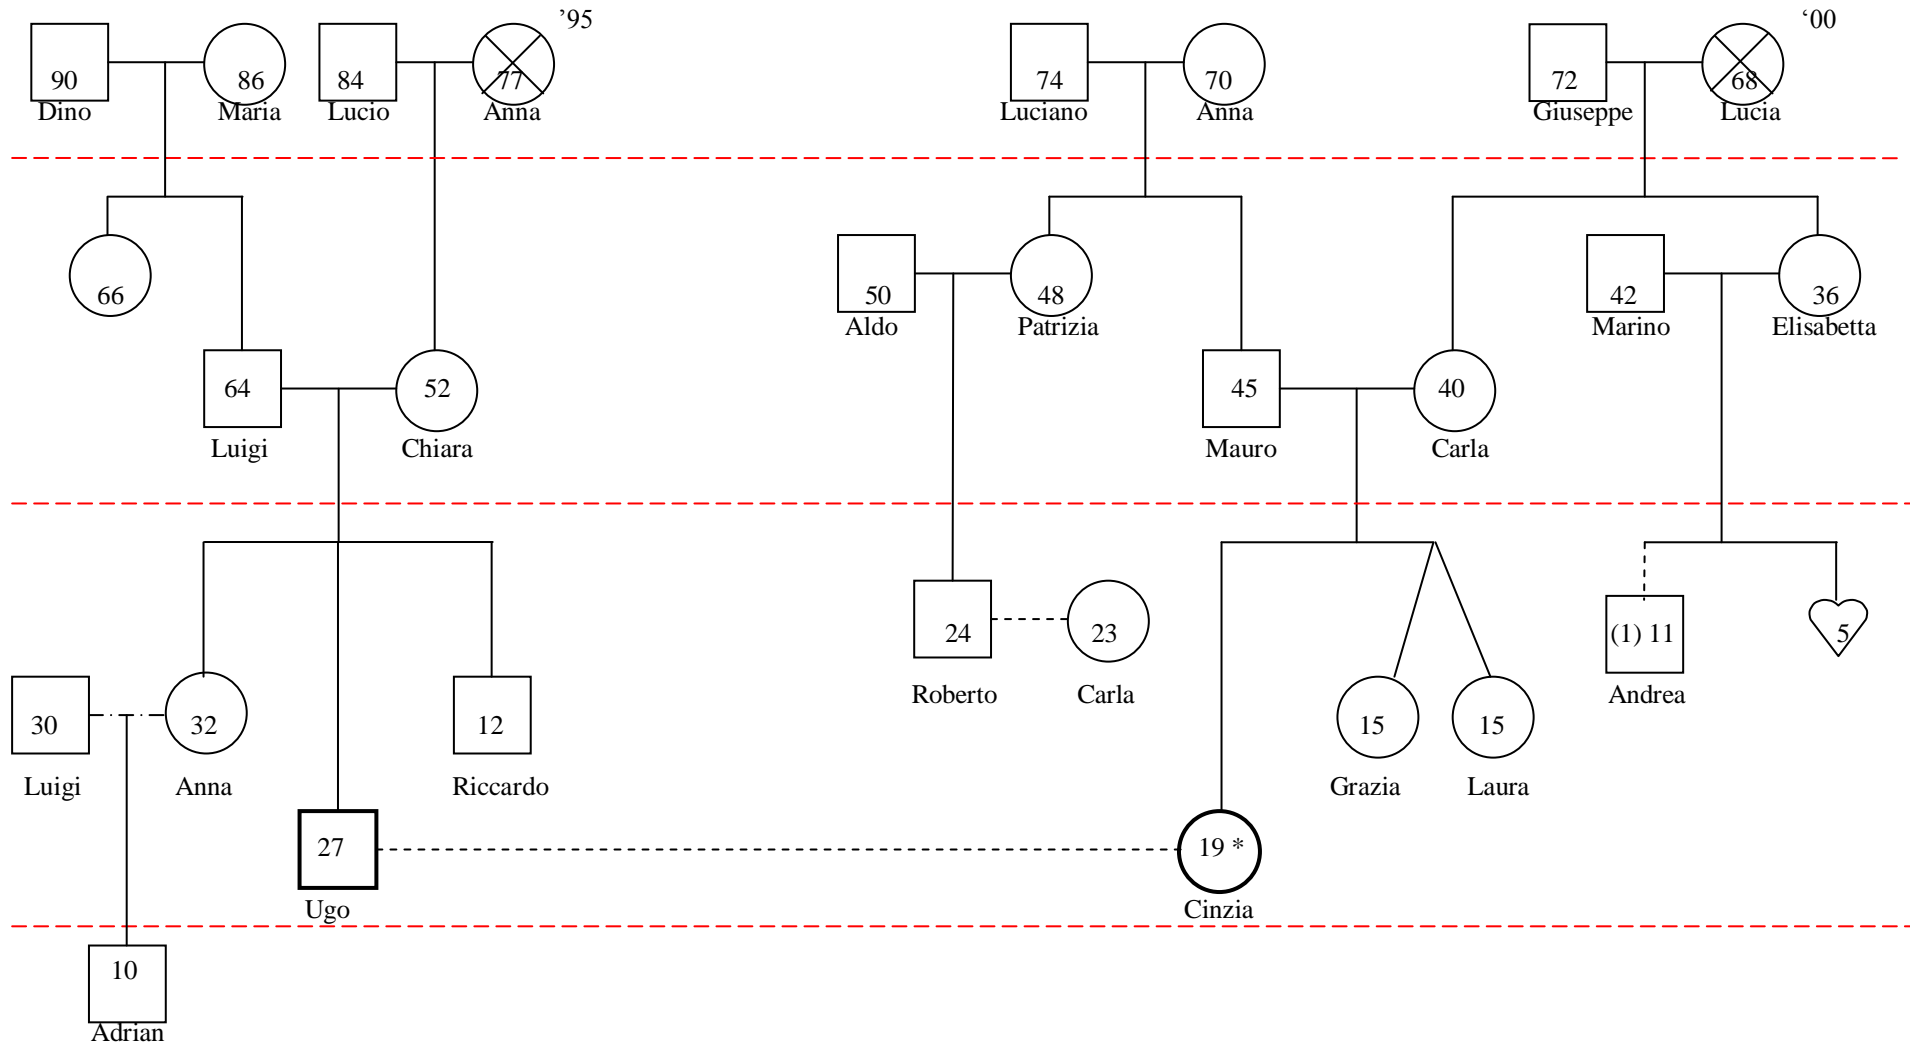 ’95
‘00
90
86
84
77
74
70
72
68
Dino
Maria
Lucio
Anna
Luciano
Anna
Giuseppe
Lucia
66
50
48
42
36
Aldo
Patrizia
Marino
Elisabetta
64
52
45
40
Luigi
Chiara
Mauro
Carla
24
23
(1) 11
5
Roberto
Carla
Andrea
30
32
12
15
15
Luigi
Anna
Riccardo
Grazia
Laura
27
19 *
Ugo
Cinzia
10
Adrian